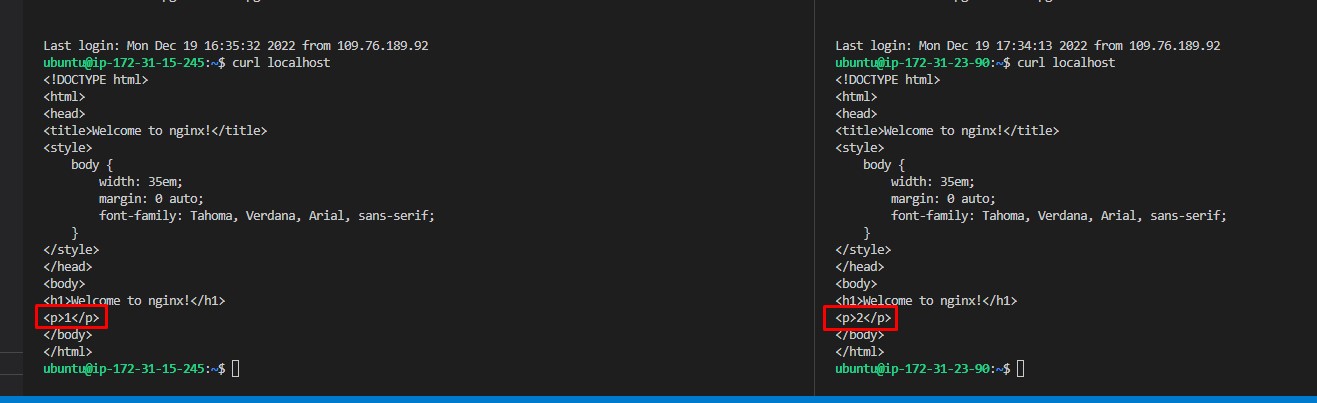 Last login: Mon Dec 19 16:35:32 2022 from 109.76.189.92
ubuntu@ip-172-31-15-245:~$ curl localhost
<!DOCTYPE html>
<html>
<head>
<title>Welcome to nginx!</title>
<style>
    body {
        width: 35em;
        margin: 0 auto;
        font-family: Tahoma, Verdana, Arial, sans-serif;
    }
</style>
</head>
<body>
<h1>Welcome to nginx!</h1>
<p>1</p>
</body>
</html>
ubuntu@ip-172-31-15-245:~$
Last login: Mon Dec 19 17:34:13 2022 from 109.76.189.92
ubuntu@ip-172-31-23-90:~$ curl localhost
<!DOCTYPE html>
<html>
<head>
<title>Welcome to nginx!</title>
<style>
    body {
        width: 35em;
        margin: 0 auto;
        font-family: Tahoma, Verdana, Arial, sans-serif;
    }
</style>
</head>
<body>
<h1>Welcome to nginx!</h1>
<p>2</p>
</body>
</html>
ubuntu@ip-172-31-23-90:~$